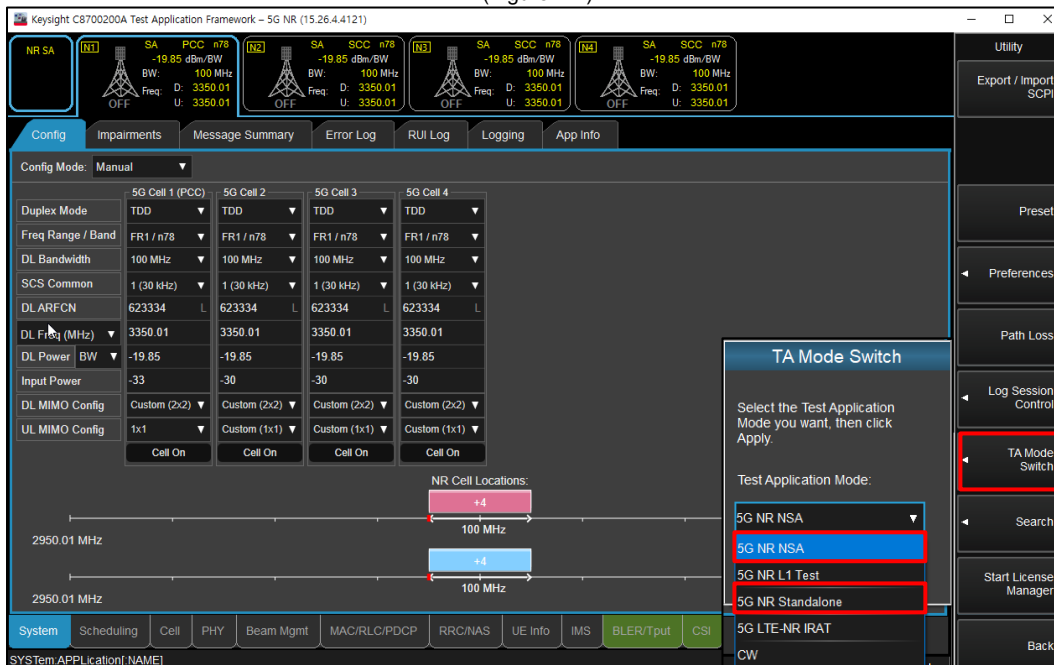 Keysight C8700200A Test Application Framework – 5G NR (15.26.4.4121)
NR SA
N1 SA PCC n78
-19.85 dBm/BW
BW: 100 MHz
Freq: D: 3350.01
OFF U: 3350.01
N2 SA SCC n78
-19.85 dBm/BW
BW: 100 MHz
Freq: D: 3350.01
OFF U: 3350.01
N3 SA SCC n78
-19.85 dBm/BW
BW: 100 MHz
Freq: D: 3350.01
OFF U: 3350.01
N4 SA SCC n78
-19.85 dBm/BW
BW: 100 MHz
Freq: D: 3350.01
OFF U: 3350.01
Config Impairments Message Summary Error Log RUI Log Logging App Info
Config Mode: Manual
5G Cell 1 (PCC) 5G Cell 2 5G Cell 3 5G Cell 4
Duplex Mode TDD TDD TDD TDD
Freq Range / Band FR1 / n78 FR1 / n78 FR1 / n78 FR1 / n78
DL Bandwidth 100 MHz 100 MHz 100 MHz 100 MHz
SCS Common 1 (30 kHz) 1 (30 kHz) 1 (30 kHz) 1 (30 kHz)
DL ARFCN 623334 L 623334 L 623334 L 623334 L
DL Freq (MHz) 3350.01 3350.01 3350.01 3350.01
DL Power BW -19.85 -19.85 -19.85 -19.85
Input Power -33 -30 -30 -30
DL MIMO Config Custom (2x2) Custom (2x2) Custom (2x2) Custom (2x2)
UL MIMO Config 1x1 Custom (1x1) Custom (1x1) Custom (1x1)
Cell On Cell On Cell On Cell On
NR Cell Locations:
+4
100 MHz
2950.01 MHz
+4
100 MHz
2950.01 MHz
System Scheduling Cell PHY Beam Mgmt MAC/RLC/PDCP RRC/NAS UE Info IMS BLER/Tput CSI
SYSTem:APPLication[:NAME]
TA Mode Switch
Select the Test Application
Mode you want, then click
Apply.
Test Application Mode:
5G NR NSA
5G NR NSA
5G NR L1 Test
5G NR Standalone
5G LTE-NR IRAT
CW
Utility
Export / Import
SCPI
Preset
Preferences
Path Loss
Log Session
Control
TA Mode
Switch
Search
Start License
Manager
Back